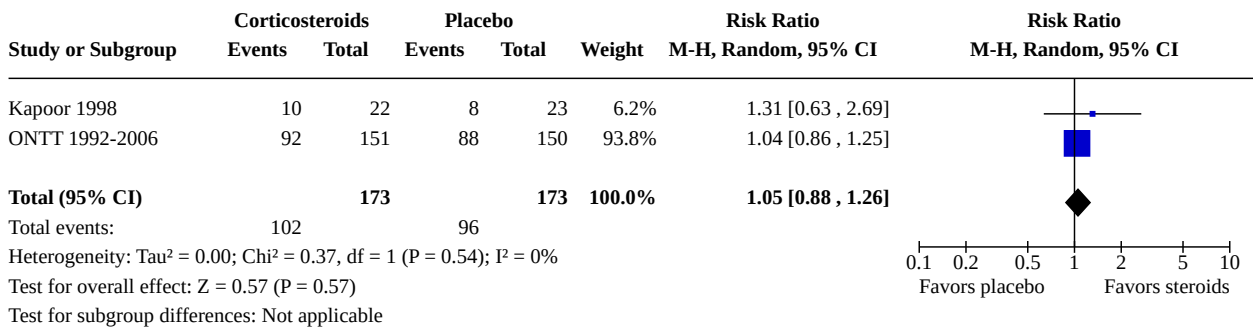 Corticosteroids Placebo Risk Ratio Risk Ratio
Study or Subgroup Events Total Events Total Weight M-H, Random, 95% CI M-H, Random, 95% CI
Kapoor 1998 10 22 8 23 6.2% 1.31 [0.63 , 2.69]
ONTT 1992-2006 92 151 88 150 93.8% 1.04 [0.86 , 1.25]
Total (95% CI) 173 173 100.0% 1.05 [0.88 , 1.26]
Total events: 102 96
Heterogeneity: Tau² = 0.00; Chi² = 0.37, df = 1 (P = 0.54); I² = 0%
0.1 0.2 0.5 1 2 5 10
Test for overall effect: Z = 0.57 (P = 0.57) Favors placebo Favors steroids
Test for subgroup differences: Not applicable